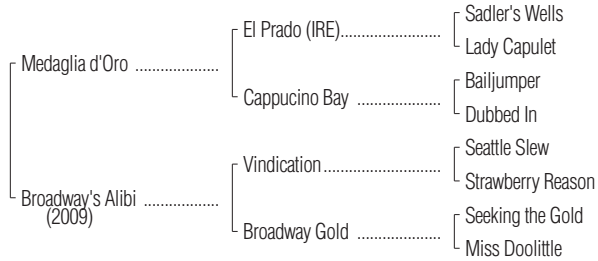 Sadler's Wells
El Prado (IRE)....................
Lady Capulet
Medaglia d'Oro ....................
Bailjumper
Cappucino Bay ....................
Dubbed In
Seattle Slew
Vindication............................
Strawberry Reason
Broadway's Alibi ..................
(2009)
Seeking the Gold
Broadway Gold ....................
Miss Doolittle